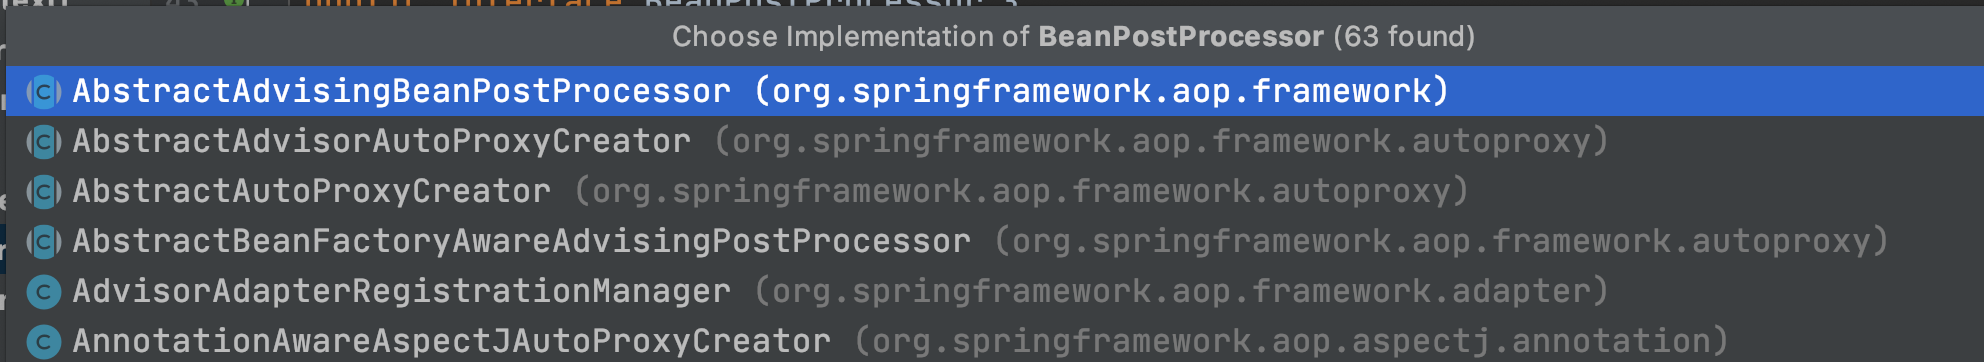 Choose Implementation of BeanPostProcessor (63 found)
AbstractAdvisingBeanPostProcessor (org.springframework.aop.framework)
AbstractAdvisorAutoProxyCreator (org.springframework.aop.framework.autoproxy)
AbstractAutoProxyCreator (org.springframework.aop.framework.autoproxy)
AbstractBeanFactoryAwareAdvisingPostProcessor (org.springframework.aop.framework.autoproxy)
AdvisorAdapterRegistrationManager (org.springframework.aop.framework.adapter)
AnnotationAwareAspectJAutoProxyCreator (org.springframework.aop.aspectj.annotation)